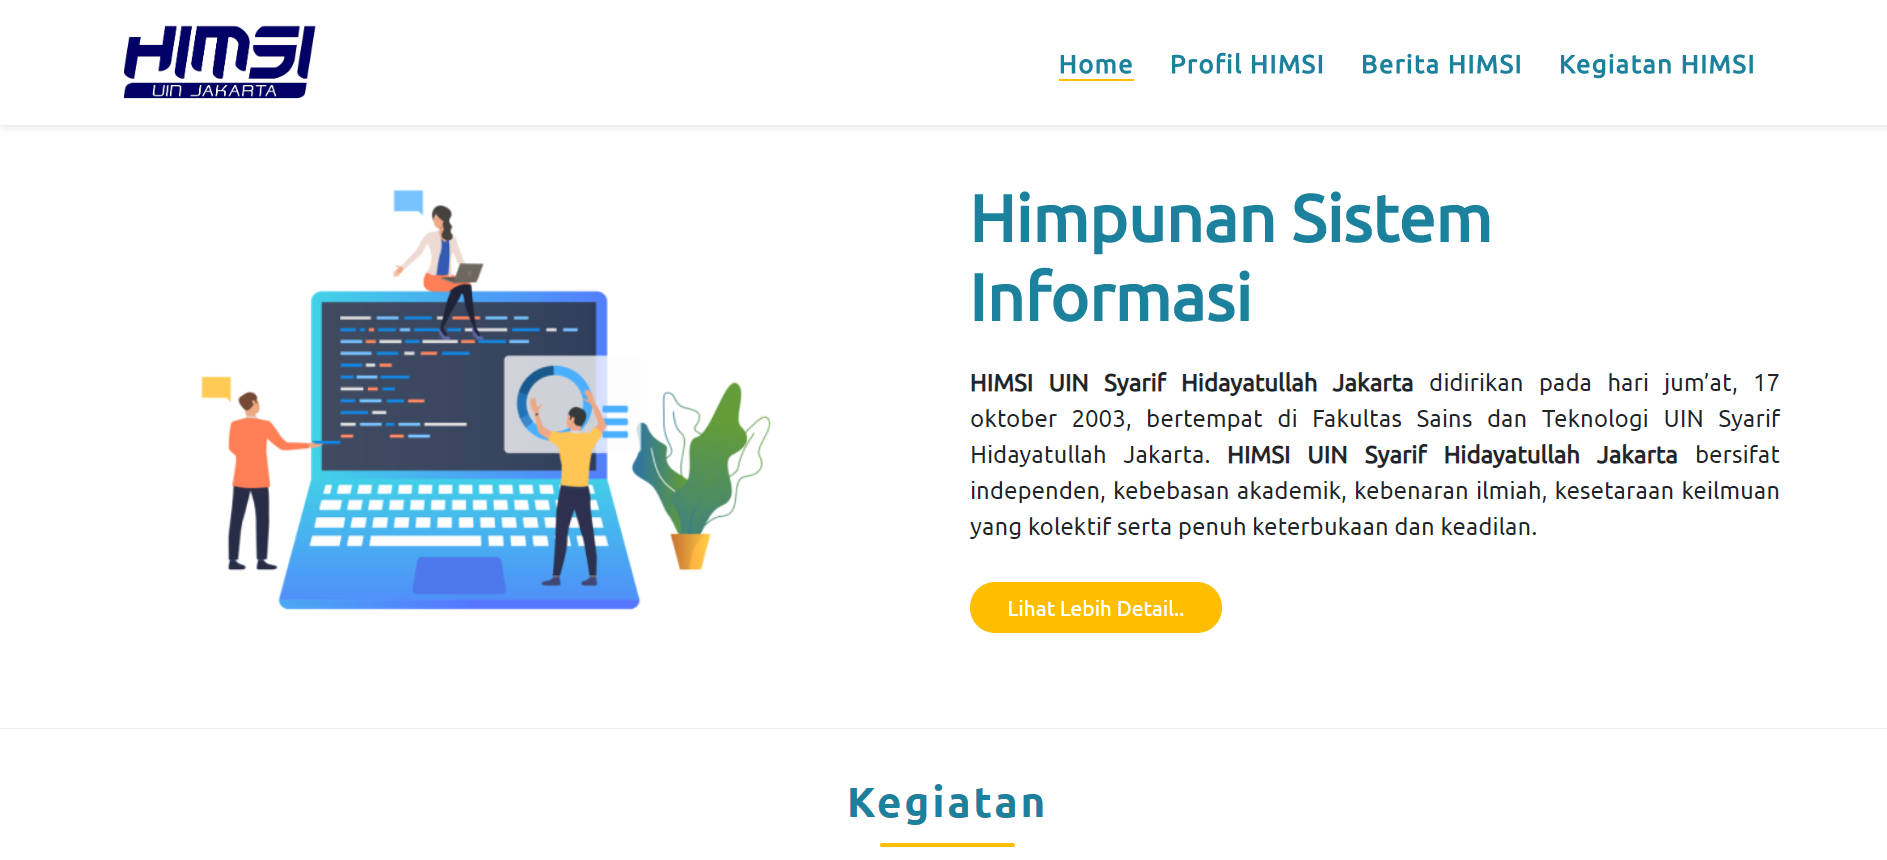 HIMSI
UIN JAKARTA
Home Profil HIMSI Berita HIMSI Kegiatan HIMSI
Himpunan Sistem
Informasi
HIMSI UIN Syarif Hidayatullah Jakarta didirikan pada hari jum’at, 17
oktober 2003, bertempat di Fakultas Sains dan Teknologi UIN Syarif
Hidayatullah Jakarta. HIMSI UIN Syarif Hidayatullah Jakarta bersifat
independen, kebebasan akademik, kebenaran ilmiah, kesetaraan keilmuan
yang kolektif serta penuh keterbukaan dan keadilan.
Lihat Lebih Detail..
Kegiatan